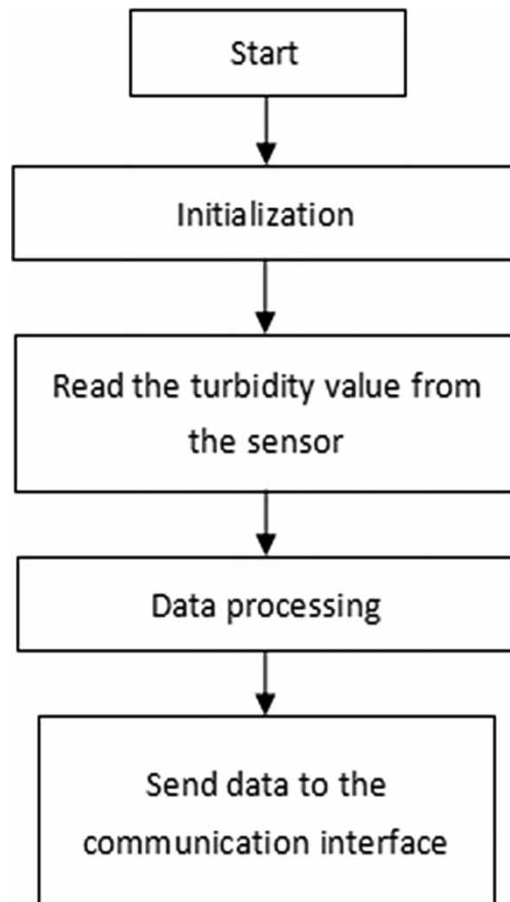 Start
Initialization
Read the turbidity value from
the sensor
Data processing
Send data to the
communication interface